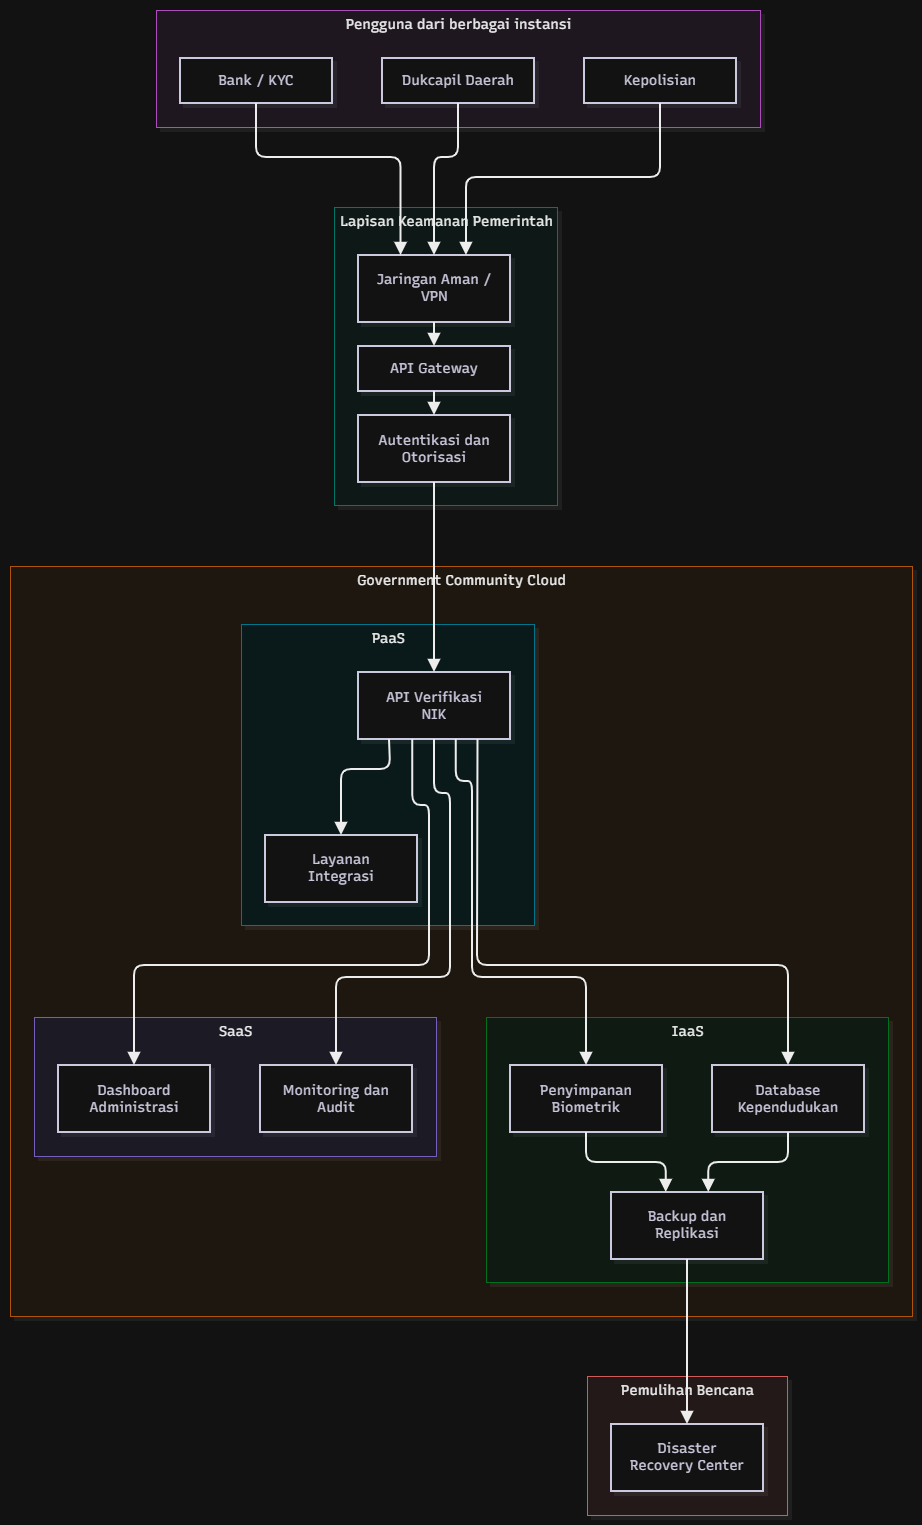 Pengguna dari berbagai instansi
Bank / KYC
Dukcapil Daerah
Kepolisian
Lapisan Keamanan Pemerintah
Jaringan Aman /
VPN
API Gateway
Autentikasi dan
Otorisasi
Government Community Cloud
PaaS
API Verifikasi
NIK
Layanan
Integrasi
SaaS
Dashboard
Administrasi
Monitoring dan
Audit
IaaS
Penyimpanan
Biometrik
Database
Kependudukan
Backup dan
Replikasi
Pemulihan Bencana
Disaster
Recovery Center